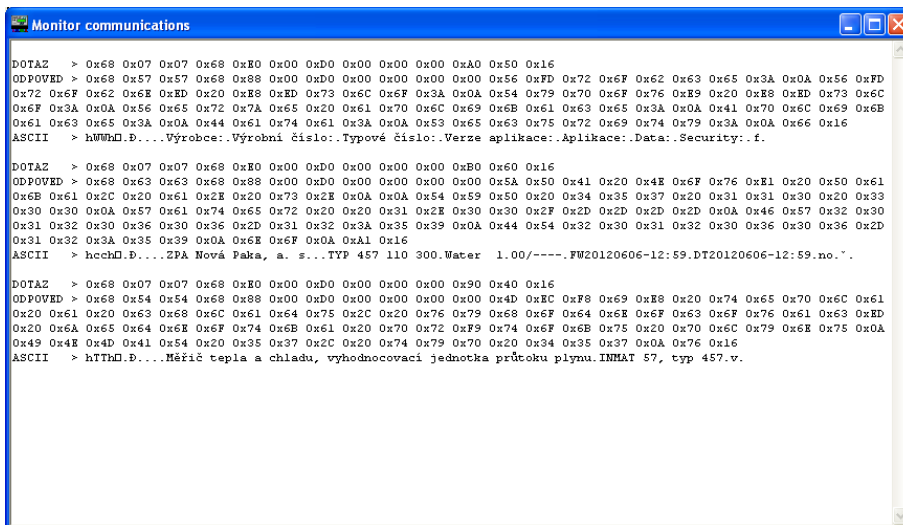 Monitor communications
DOTAZ > 0x68 0x07 0x07 0x68 0xE0 0x00 0xD0 0x00 0x00 0x00 0xA0 0x50 0x16
ODPOVED > 0x68 0x57 0x57 0x68 0x88 0x00 0xD0 0x00 0x00 0x00 0x00 0x56 0xFD 0x72 0x6F 0x62 0x63 0x65 0x3A 0x0A 0x56 0xFD
0x72 0x6F 0x62 0x6E 0xED 0x20 0xE8 0xED 0x73 0x6C 0x6F 0x3A 0x0A 0x54 0x79 0x70 0x6F 0x76 0xE9 0x20 0xE8 0xED 0x73 0x6C
0x6F 0x3A 0x0A 0x56 0x65 0x72 0x7A 0x65 0x20 0x61 0x70 0x6C 0x69 0x6B 0x61 0x63 0x65 0x3A 0x0A 0x41 0x70 0x6C 0x69 0x6B
0x61 0x63 0x65 0x3A 0x0A 0x44 0x61 0x74 0x61 0x3A 0x0A 0x53 0x65 0x63 0x75 0x72 0x69 0x74 0x79 0x3A 0x0A 0x66 0x16
ASCII > hWWh□.Đ....Výrobce:.Výrobní číslo:.Typové číslo:.Verze aplikace:.Aplikace:.Data:.Security:.f.
DOTAZ > 0x68 0x07 0x07 0x68 0xE0 0x00 0xD0 0x00 0x00 0x00 0xB0 0x60 0x16
ODPOVED > 0x68 0x63 0x63 0x68 0x88 0x00 0xD0 0x00 0x00 0x00 0x00 0x5A 0x50 0x41 0x20 0x4E 0x6F 0x76 0xE1 0x20 0x50 0x61
0x6B 0x61 0x2C 0x20 0x61 0x2E 0x20 0x73 0x2E 0x0A 0x0A 0x54 0x59 0x50 0x20 0x34 0x35 0x37 0x20 0x31 0x31 0x30 0x20 0x33
0x30 0x30 0x0A 0x57 0x61 0x74 0x65 0x72 0x20 0x20 0x31 0x2E 0x30 0x30 0x2F 0x2D 0x2D 0x2D 0x2D 0x0A 0x46 0x57 0x32 0x30
0x31 0x32 0x30 0x36 0x30 0x36 0x2D 0x31 0x32 0x3A 0x35 0x39 0x0A 0x44 0x54 0x32 0x30 0x31 0x32 0x30 0x36 0x30 0x36 0x2D
0x31 0x32 0x3A 0x35 0x39 0x0A 0x6E 0x6F 0x0A 0xA1 0x16
ASCII > hcch□.Đ....ZPA Nová Paka, a. s...TYP 457 110 300.Water  1.00/----.FW20120606-12:59.DT20120606-12:59.no.ˇ.
DOTAZ > 0x68 0x07 0x07 0x68 0xE0 0x00 0xD0 0x00 0x00 0x00 0x90 0x40 0x16
ODPOVED > 0x68 0x54 0x54 0x68 0x88 0x00 0xD0 0x00 0x00 0x00 0x00 0x4D 0xEC 0xF8 0x69 0xE8 0x20 0x74 0x65 0x70 0x6C 0x61
0x20 0x61 0x20 0x63 0x68 0x6C 0x61 0x64 0x75 0x2C 0x20 0x76 0x79 0x68 0x6F 0x64 0x6E 0x6F 0x63 0x6F 0x76 0x61 0x63 0xED
0x20 0x6A 0x65 0x64 0x6E 0x6F 0x74 0x6B 0x61 0x20 0x70 0x72 0xF9 0x74 0x6F 0x6B 0x75 0x20 0x70 0x6C 0x79 0x6E 0x75 0x0A
0x49 0x4E 0x4D 0x41 0x54 0x20 0x35 0x37 0x2C 0x20 0x74 0x79 0x70 0x20 0x34 0x35 0x37 0x0A 0x76 0x16
ASCII > hTTh□.Đ....Měřič tepla a chladu, vyhodnocovací jednotka průtoku plynu.INMAT 57, typ 457.v.